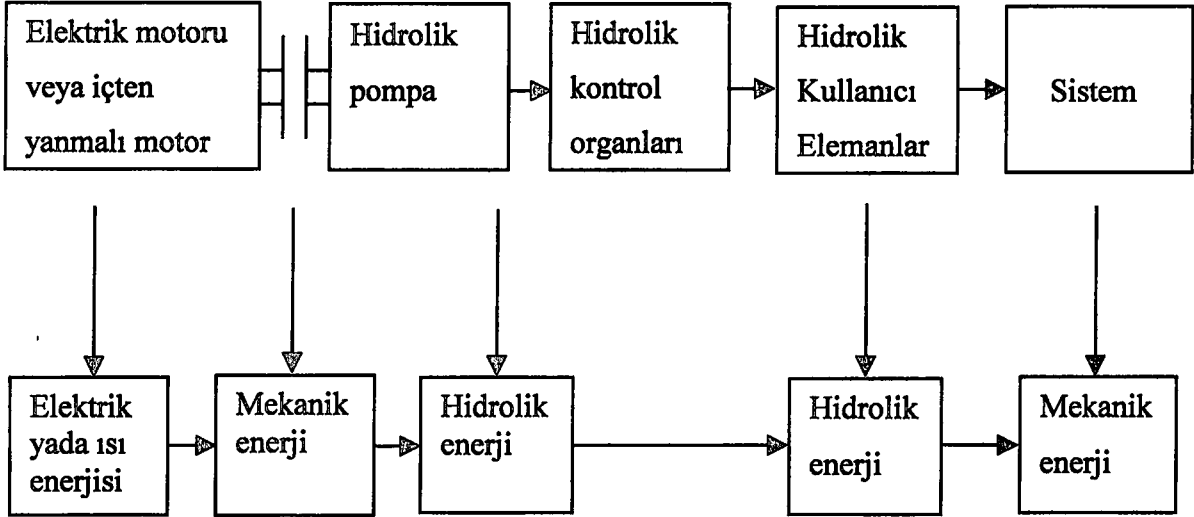 Elektrik motoru
veya içten
yanmalı motor
Hidrolik
pompa
Hidrolik
kontrol
organları
Hidrolik
Kullanıcı
Elemanlar
Sistem
Elektrik
yada ısı
enerjisi
Mekanik
enerji
Hidrolik
enerji
Hidrolik
enerji
Mekanik
enerji